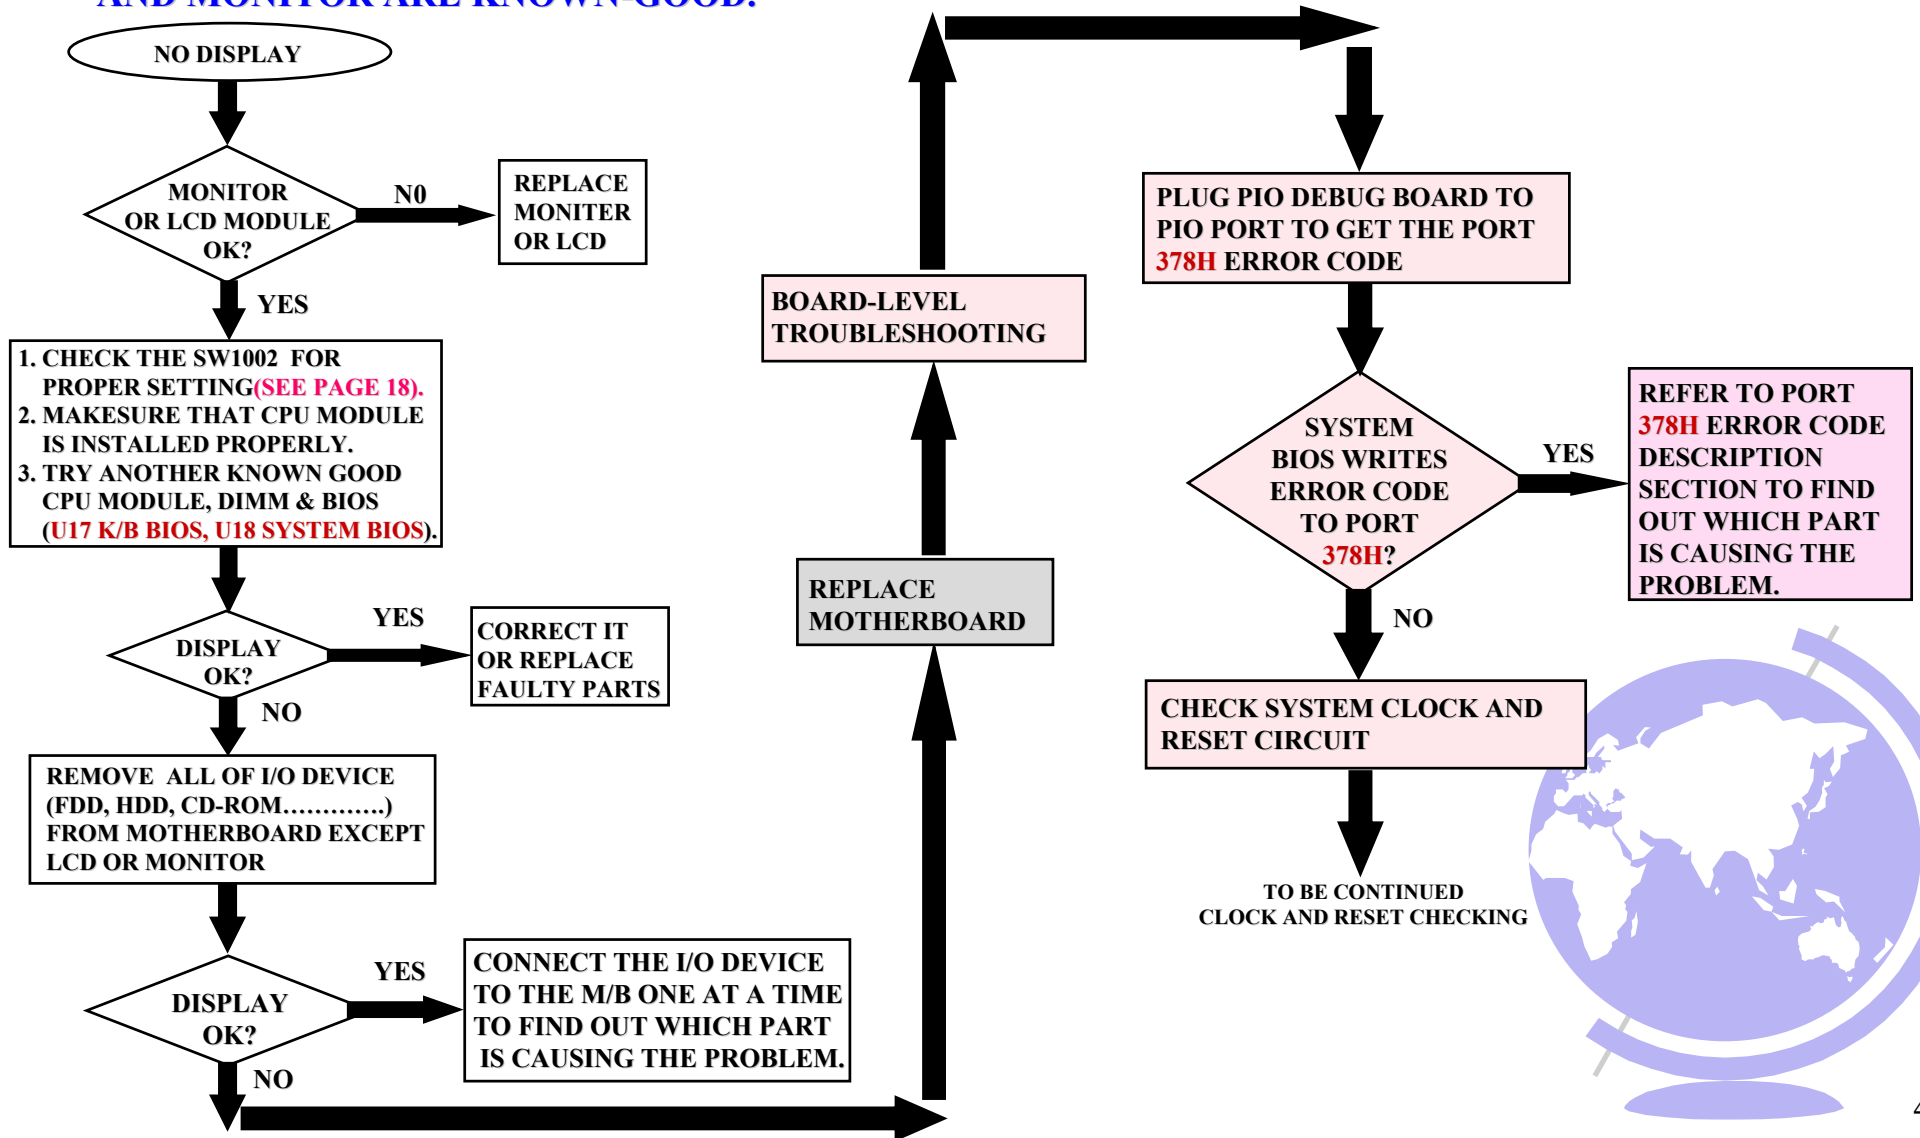 AND MONITOR ARE KNOWN-GOOD.
NO DISPLAY
MONITOR
OR LCD MODULE
OK?
N0
REPLACE
MONITER
OR LCD
YES
1. CHECK THE SW1002 FOR
PROPER SETTING(SEE PAGE 18).
2. MAKESURE THAT CPU MODULE
IS INSTALLED PROPERLY.
3. TRY ANOTHER KNOWN GOOD
CPU MODULE, DIMM & BIOS
(U17 K/B BIOS, U18 SYSTEM BIOS).
DISPLAY
OK?
YES
CORRECT IT
OR REPLACE
FAULTY PARTS
NO
REMOVE ALL OF I/O DEVICE
(FDD, HDD, CD-ROM………….)
FROM MOTHERBOARD EXCEPT
LCD OR MONITOR
DISPLAY
OK?
YES
CONNECT THE I/O DEVICE
TO THE M/B ONE AT A TIME
TO FIND OUT WHICH PART
IS CAUSING THE PROBLEM.
NO
REPLACE
MOTHERBOARD
BOARD-LEVEL
TROUBLESHOOTING
PLUG PIO DEBUG BOARD TO
PIO PORT TO GET THE PORT
378H ERROR CODE
SYSTEM
BIOS WRITES
ERROR CODE
TO PORT
378H?
YES
REFER TO PORT
378H ERROR CODE
DESCRIPTION
SECTION TO FIND
OUT WHICH PART
IS CAUSING THE
PROBLEM.
NO
CHECK SYSTEM CLOCK AND
RESET CIRCUIT
TO BE CONTINUED
CLOCK AND RESET CHECKING